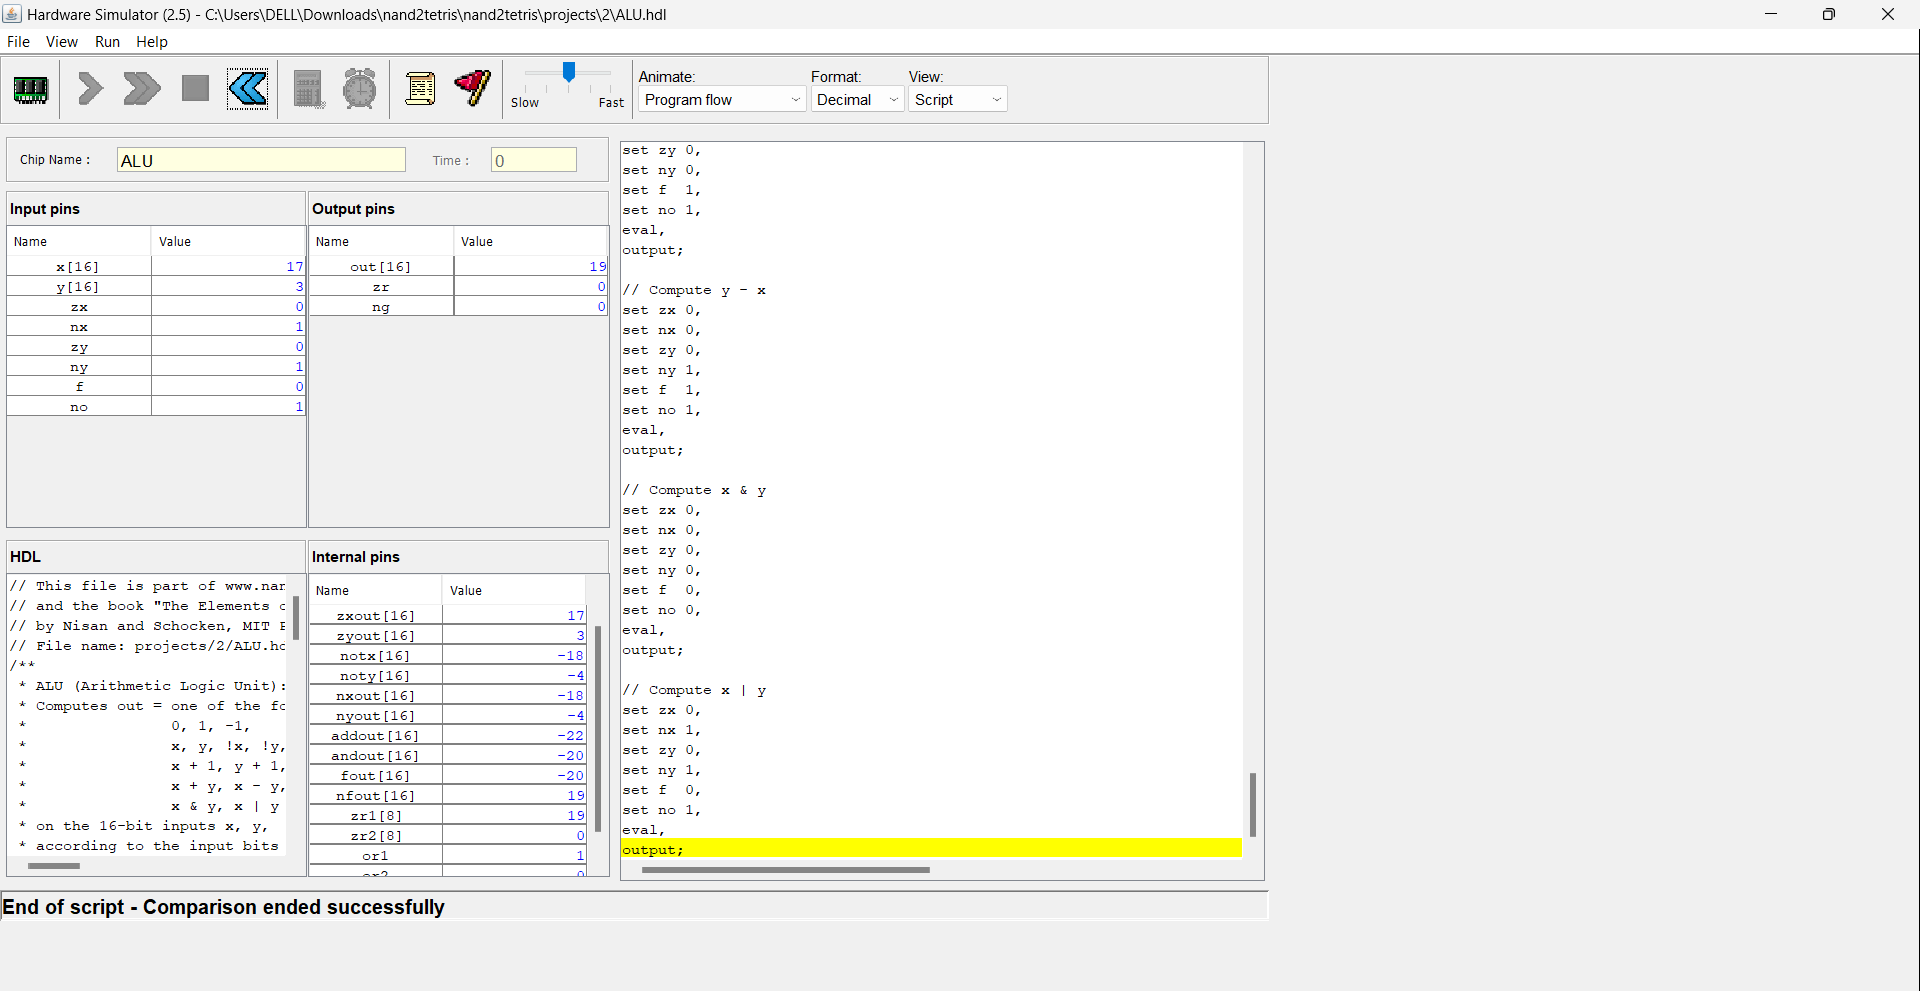 Hardware Simulator (2.5) - C:\Users\DELL\Downloads\nand2tetris\nand2tetris\projects\2\ALU.hdl
File View Run Help
Slow Fast
Animate: Format: View:
Program flow Decimal Script
Chip Name : ALU Time : 0
Input pins
Name Value
x[16] 17
y[16] 3
zx 0
nx 1
zy 0
ny 1
f 0
no 1
Output pins
Name Value
out[16] 19
zr 0
ng 0
HDL
// This file is part of www.nan
// and the book "The Elements o
// by Nisan and Schocken, MIT P
// File name: projects/2/ALU.hd
/**
* ALU (Arithmetic Logic Unit):
* Computes out = one of the fo
* 0, 1, -1,
* x, y, !x, !y,
* x + 1, y + 1,
* x + y, x - y,
* x & y, x | y
* on the 16-bit inputs x, y,
* according to the input bits
Internal pins
Name Value
zxout[16] 17
zyout[16] 3
notx[16] -18
noty[16] -4
nxout[16] -18
nyout[16] -4
addout[16] -22
andout[16] -20
fout[16] -20
nfout[16] 19
zr1[8] 19
zr2[8] 0
or1 1
or2 0
set zy 0,
set ny 0,
set f 1,
set no 1,
eval,
output;
// Compute y - x
set zx 0,
set nx 0,
set zy 0,
set ny 1,
set f 1,
set no 1,
eval,
output;
// Compute x & y
set zx 0,
set nx 0,
set zy 0,
set ny 0,
set f 0,
set no 0,
eval,
output;
// Compute x | y
set zx 0,
set nx 1,
set zy 0,
set ny 1,
set f 0,
set no 1,
eval,
output;
End of script - Comparison ended successfully